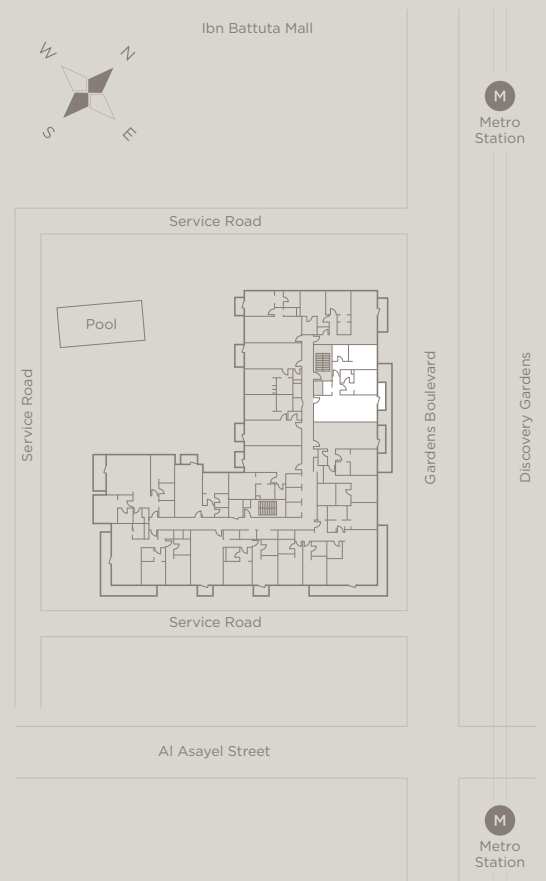 Ibn Battuta Mall
W
N
S
E
M
Metro
Station
Service Road
Pool
Service Road
Gardens Boulevard
Discovery Gardens
Service Road
Al Asayel Street
M
Metro
Station